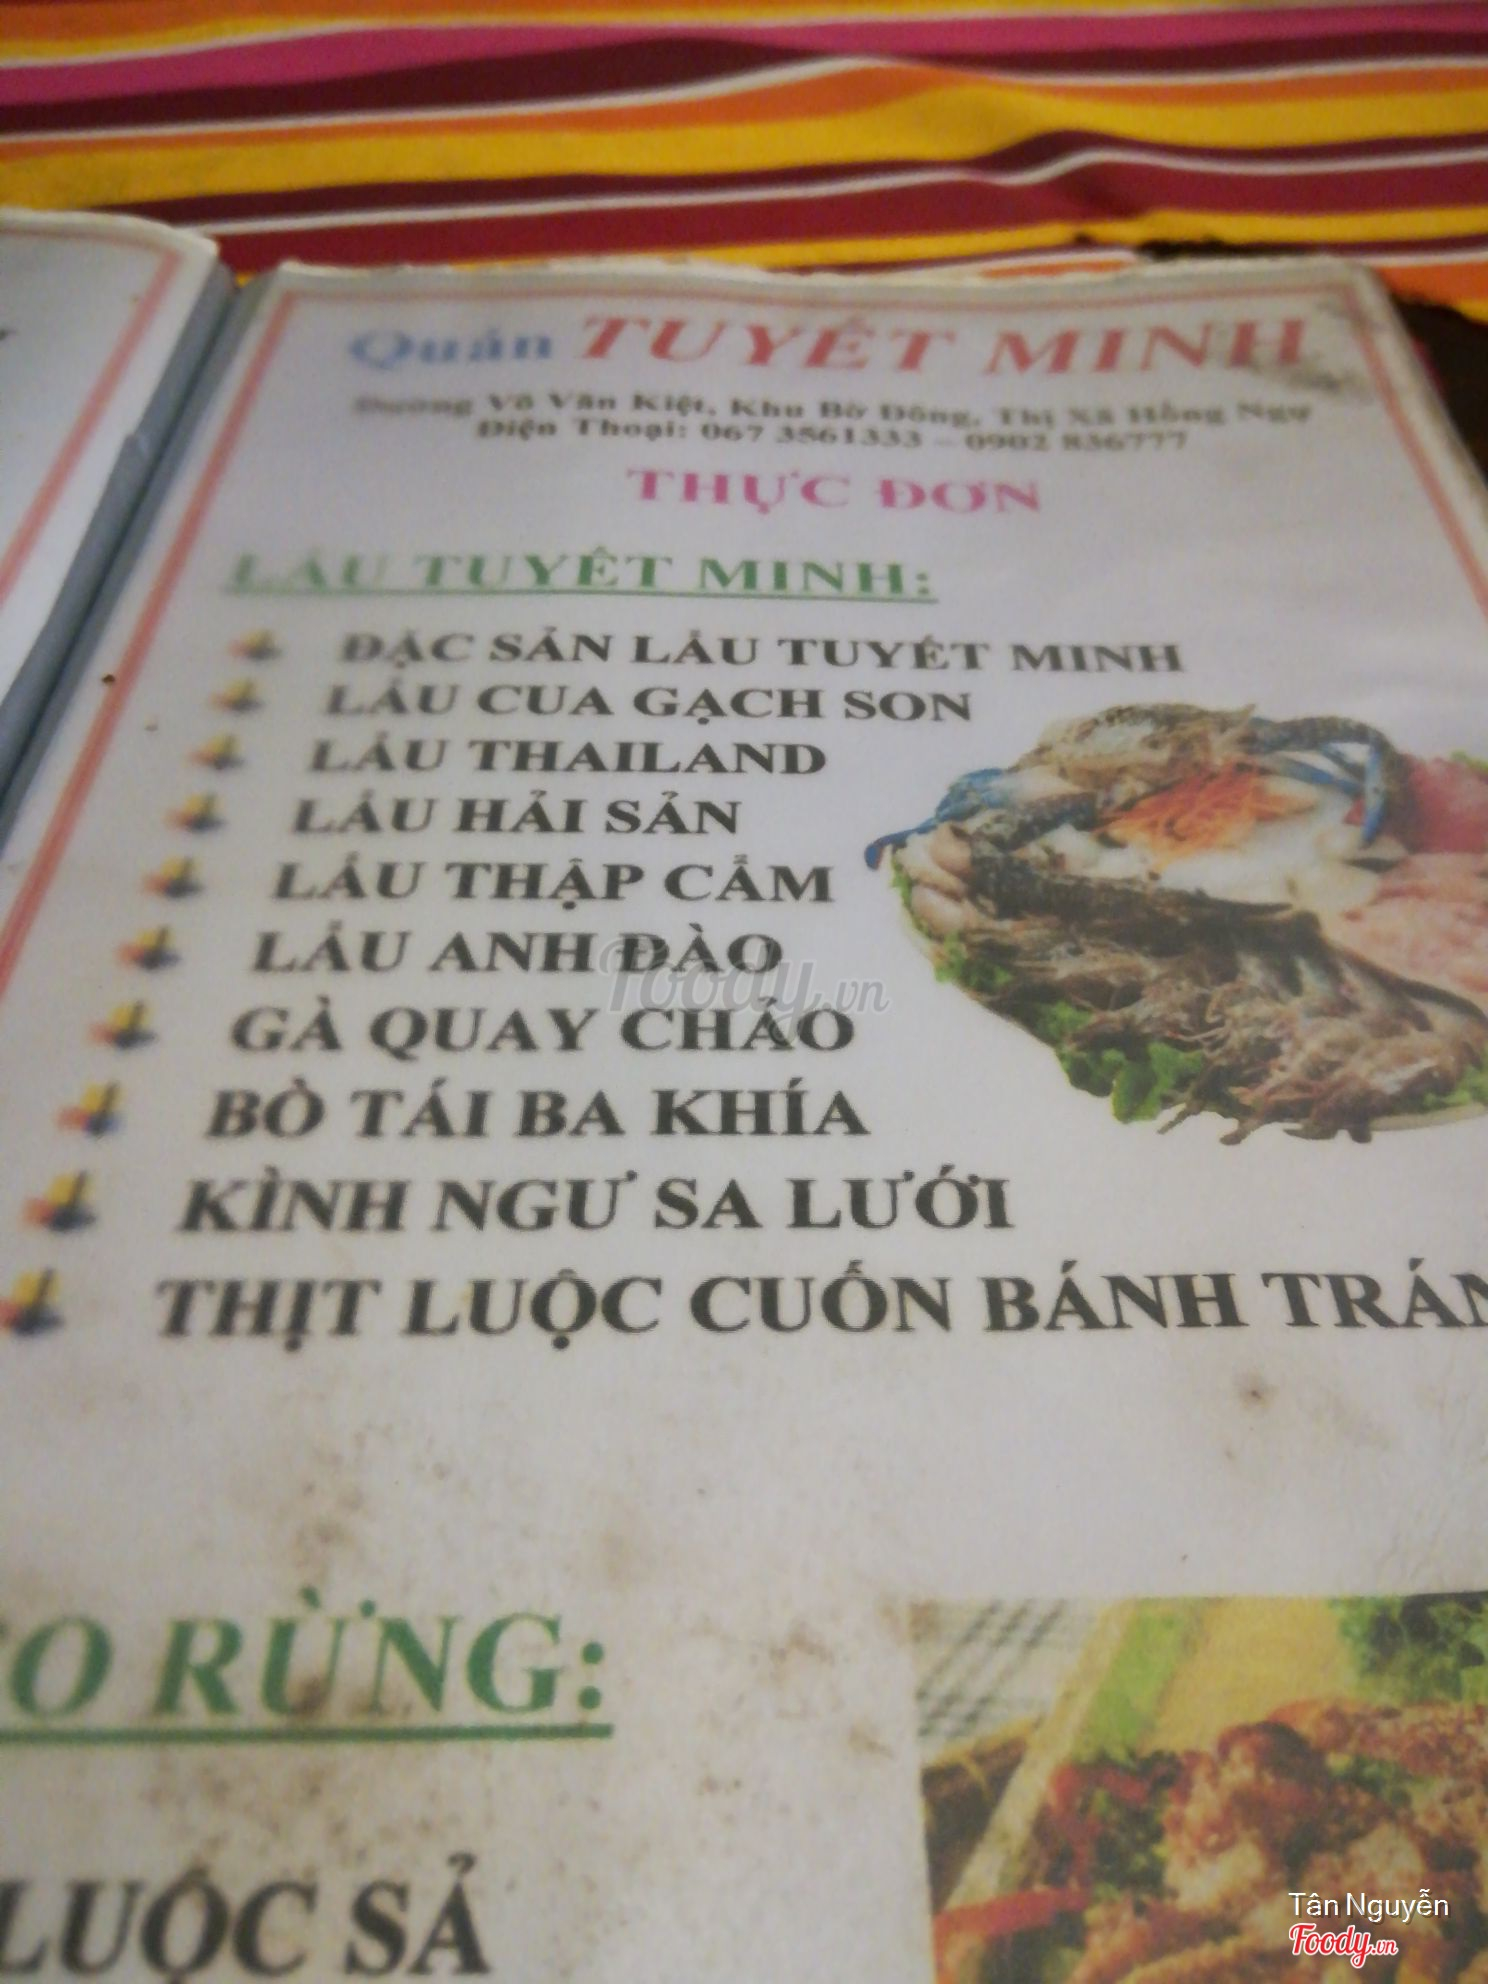 Quán TUYẾT MINH
Đường Võ Văn Kiệt, Khu Bờ Đông, Thị Xã Hồng Ngự
Điện Thoại: 067 3561333 - 0902 836777
THỰC ĐƠN
LẨU TUYẾT MINH:
ĐẶC SẢN LẨU TUYẾT MINH
LẨU CUA GẠCH SON
LẨU THAILAND
LẨU HẢI SẢN
LẨU THẬP CẨM
LẨU ANH ĐÀO
GÀ QUAY CHẢO
BÒ TÁI BA KHÍA
KÌNH NGƯ SA LƯỚI
THỊT LUỘC CUỐN BÁNH TRÁN
EO RỪNG:
LUỘC SẢ
Foody.vn
Tân Nguyễn
Foody.vn